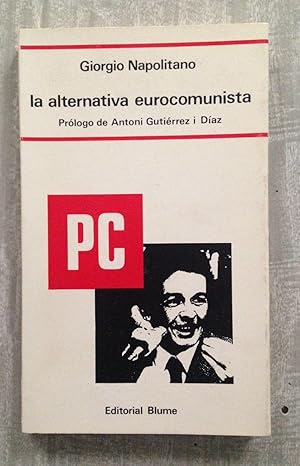 Giorgio Napolitano
la alternativa eurocomunista
Prólogo de Antoni Gutiérrez i Díaz
PC
Editorial Blume